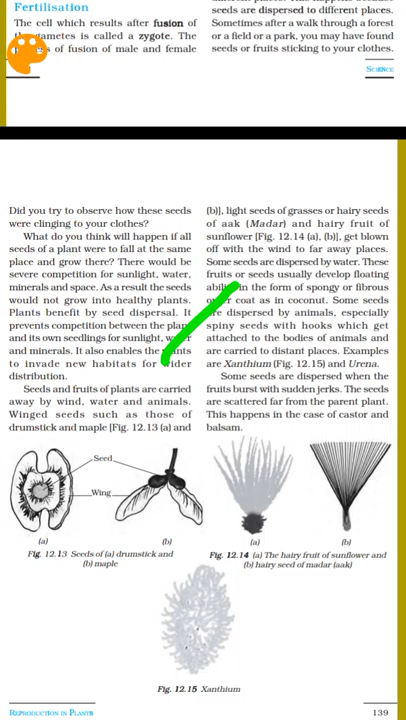 Fertilisation
The cell which results after fusion of
the gametes is called a zygote. The
of fusion of male and female
seeds are dispersed to different places.
Sometimes after a walk through a forest
or a field or a park, you may have found
seeds or fruits sticking to your clothes.
SCIENCE
Did you try to observe how these seeds
were clinging to your clothes?
What do you think will happen if all
seeds of a plant were to fall at the same
place and grow there? There would be
severe competition for sunlight, water,
minerals and space. As a result the seeds
would not grow into healthy plants.
Plants benefit by seed dispersal. It
prevents competition between the plant
and its own seedlings for sunlight, water
and minerals. It also enables the plants
to invade new habitats for wider
distribution.
Seeds and fruits of plants are carried
away by wind, water and animals.
Winged seeds such as those of
drumstick and maple [Fig. 12.13 (a) and
(b)], light seeds of grasses or hairy seeds
of aak (Madar) and hairy fruit of
sunflower [Fig. 12.14 (a), (b)], get blown
off with the wind to far away places.
Some seeds are dispersed by water. These
fruits or seeds usually develop floating
ability in the form of spongy or fibrous
outer coat as in coconut. Some seeds
are dispersed by animals, especially
spiny seeds with hooks which get
attached to the bodies of animals and
are carried to distant places. Examples
are Xanthium (Fig. 12.15) and Urena.
Some seeds are dispersed when the
fruits burst with sudden jerks. The seeds
are scattered far from the parent plant.
This happens in the case of castor and
balsam.
Seed
Wing
(a)
(b)
Fig. 12.13 Seeds of (a) drumstick and
(b) maple
(a)
(b)
Fig. 12.14 (a) The hairy fruit of sunflower and
(b) hairy seed of madar (aak)
Fig. 12.15 Xanthium
REPRODUCTION IN PLANTS
139